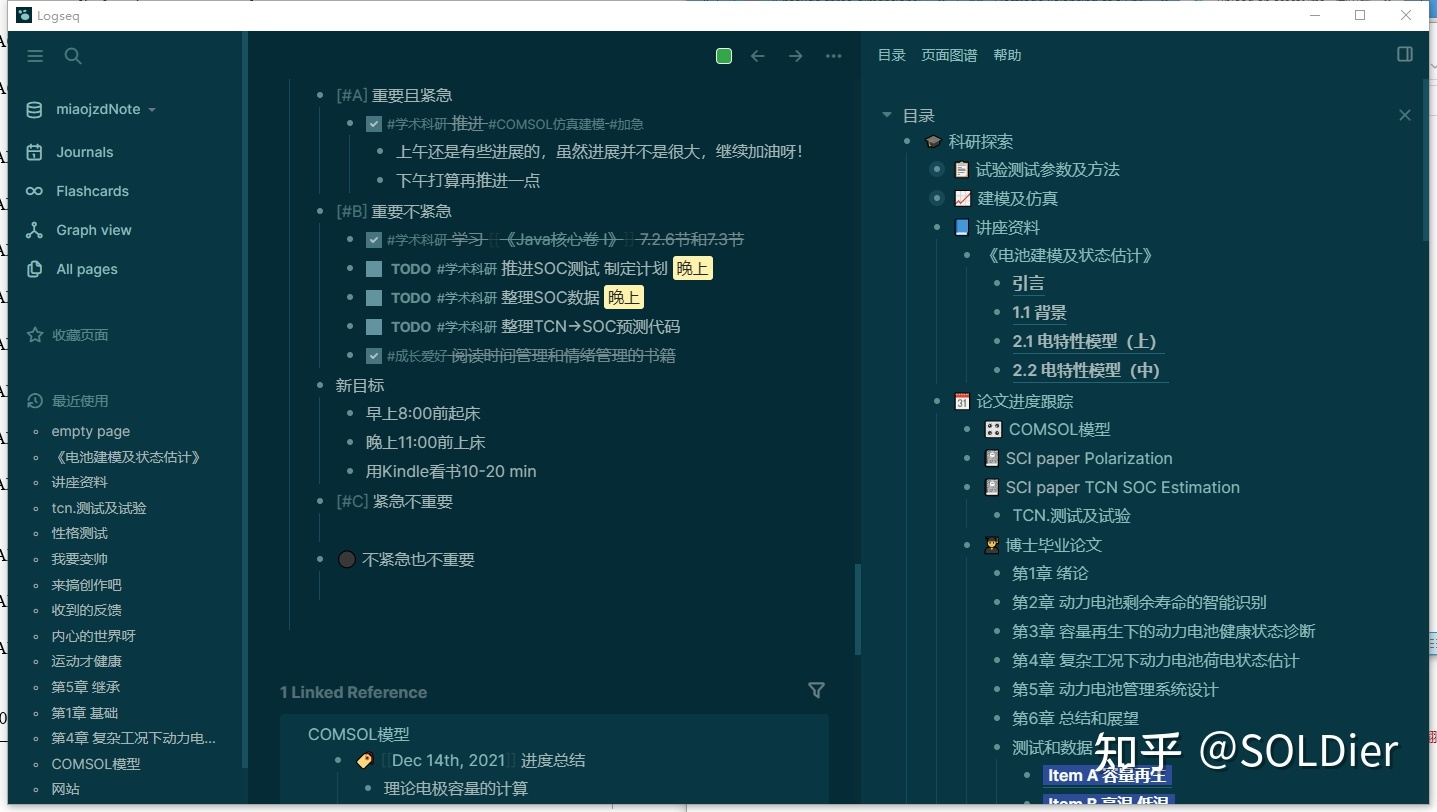 Logseq
miaojzdNote
Journals
Flashcards
Graph view
All pages
收藏页面
最近使用
empty page
《电池建模及状态估计》
讲座资料
tcn.测试及试验
性格测试
我要变帅
来搞创作吧
收到的反馈
内心的世界呀
运动才健康
第5章 继承
第1章 基础
第4章 复杂工况下动力电...
COMSOL模型
网站
[#A] 重要且紧急
#学术科研 推进 #COMSOL仿真建模 #加急
上午还是有些进展的，虽然进展并不是很大，继续加油呀！
下午打算再推进一点
[#B] 重要不紧急
#学术科研 学习 [[《Java核心卷 I》]] 7.2.6节和7.3节
TODO #学术科研 推进SOC测试 制定计划 晚上
TODO #学术科研 整理SOC数据 晚上
TODO #学术科研 整理TCN→SOC预测代码
#成长爱好 阅读时间管理和情绪管理的书籍
新目标
早上8:00前起床
晚上11:00前上床
用Kindle看书10-20 min
[#C] 紧急不重要
不紧急也不重要
1 Linked Reference
COMSOL模型
[[Dec 14th, 2021]] 进度总结
理论电极容量的计算
目录 页面图谱 帮助
目录
科研探索
试验测试参数及方法
建模及仿真
讲座资料
《电池建模及状态估计》
引言
1.1 背景
2.1 电特性模型（上）
2.2 电特性模型（中）
31 论文进度跟踪
COMSOL模型
SCI paper Polarization
SCI paper TCN SOC Estimation
TCN.测试及试验
博士毕业论文
第1章 绪论
第2章 动力电池剩余寿命的智能识别
第3章 容量再生下的动力电池健康状态诊断
第4章 复杂工况下动力电池荷电状态估计
第5章 动力电池管理系统设计
第6章 总结和展望
测试和数据
Item A 容量再生
Item B 高温 低温
知乎 @SOLDier